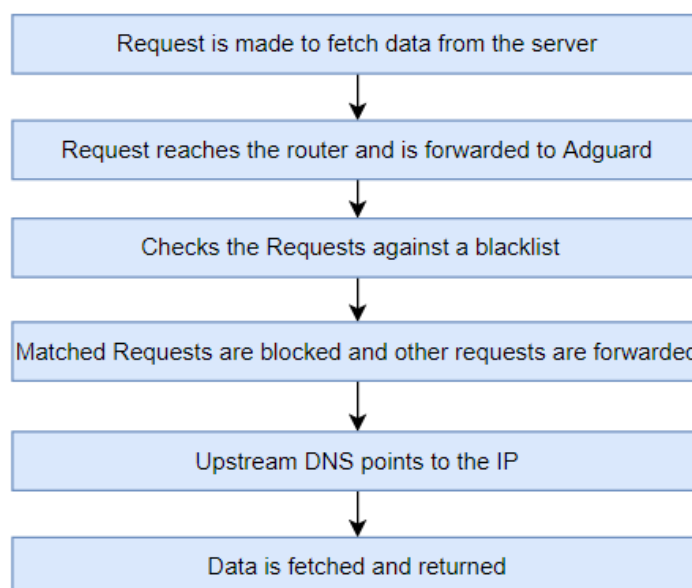 Request is made to fetch data from the server
Request reaches the router and is forwarded to Adguard
Checks the Requests against a blacklist
Matched Requests are blocked and other requests are forwarded
Upstream DNS points to the IP
Data is fetched and returned